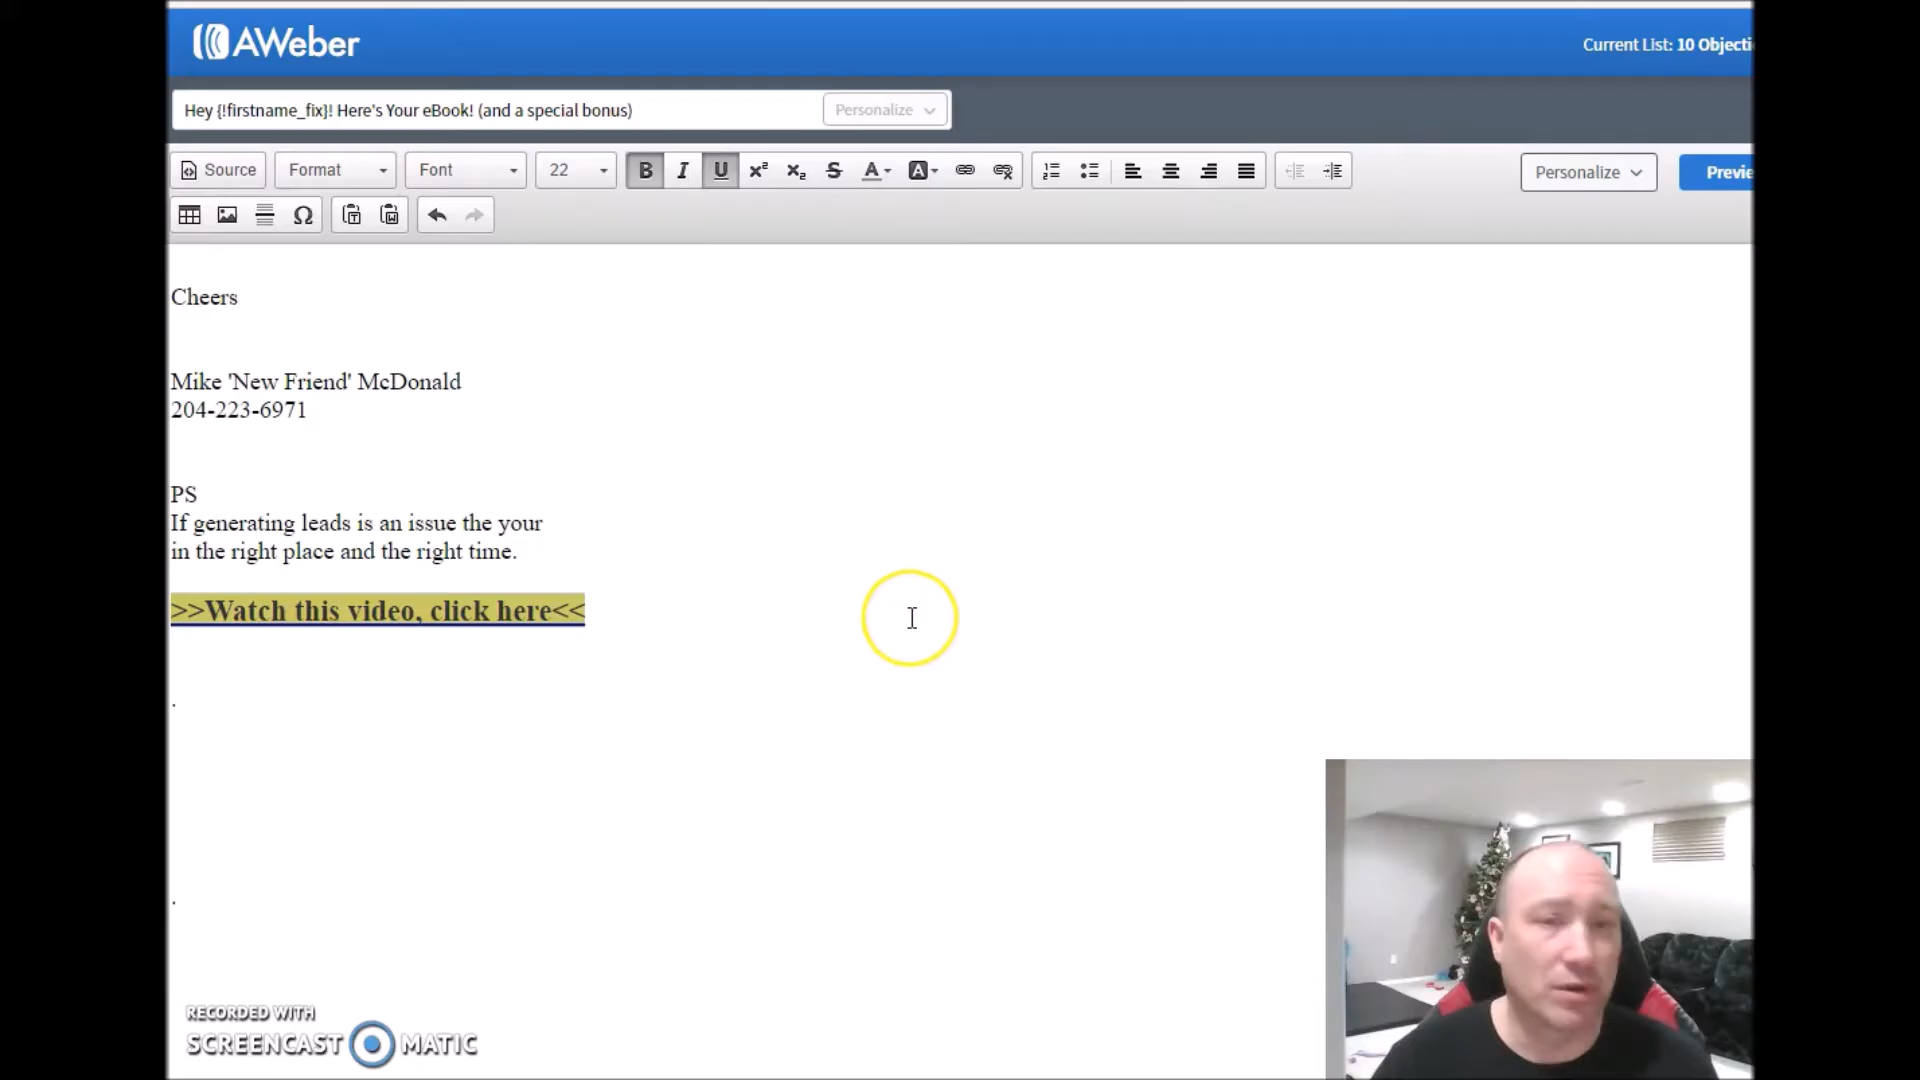 AWeber
Current List: 10 Objecti
Hey {!firstname_fix}! Here's Your eBook! (and a special bonus)
Personalize
Source
Format
Font
22
B I U x² x₂ S A A
Personalize
Previe
Ω
Cheers
Mike 'New Friend' McDonald
204-223-6971
PS
If generating leads is an issue the your
in the right place and the right time.
>>Watch this video, click here<<
.
.
RECORDED WITH
SCREENCAST MATIC